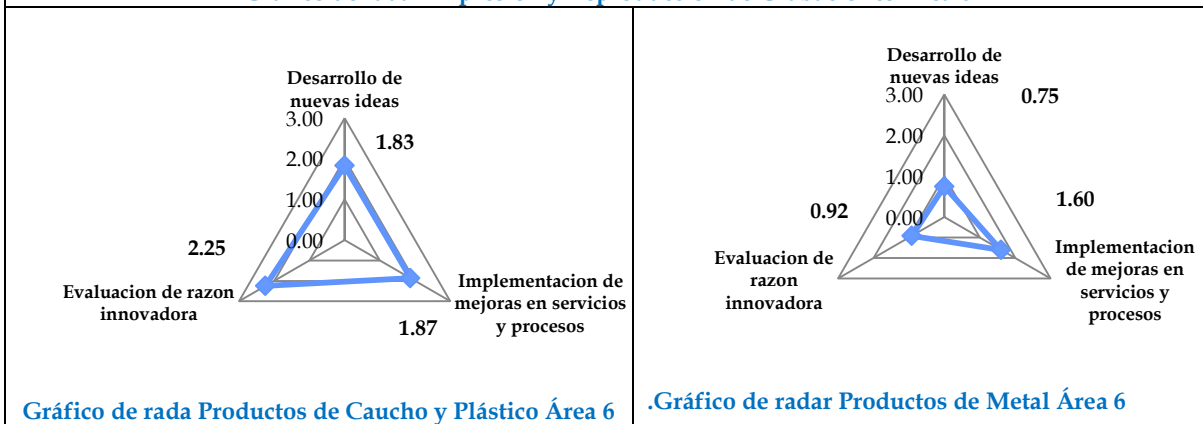 Desarrollo de
nuevas ideas
3.00
1.83
2.00
1.00
0.00
2.25
Evaluacion de razon
innovadora
Implementacion de
mejoras en servicios
y procesos
1.87
Gráfico de rada Productos de Caucho y Plástico Área 6
Desarrollo de
nuevas ideas
3.00
0.75
2.00
1.00
0.00
0.92
1.60
Evaluacion de
razon
innovadora
Implementacion
de mejoras en
servicios y
procesos
.Gráfico de radar Productos de Metal Área 6